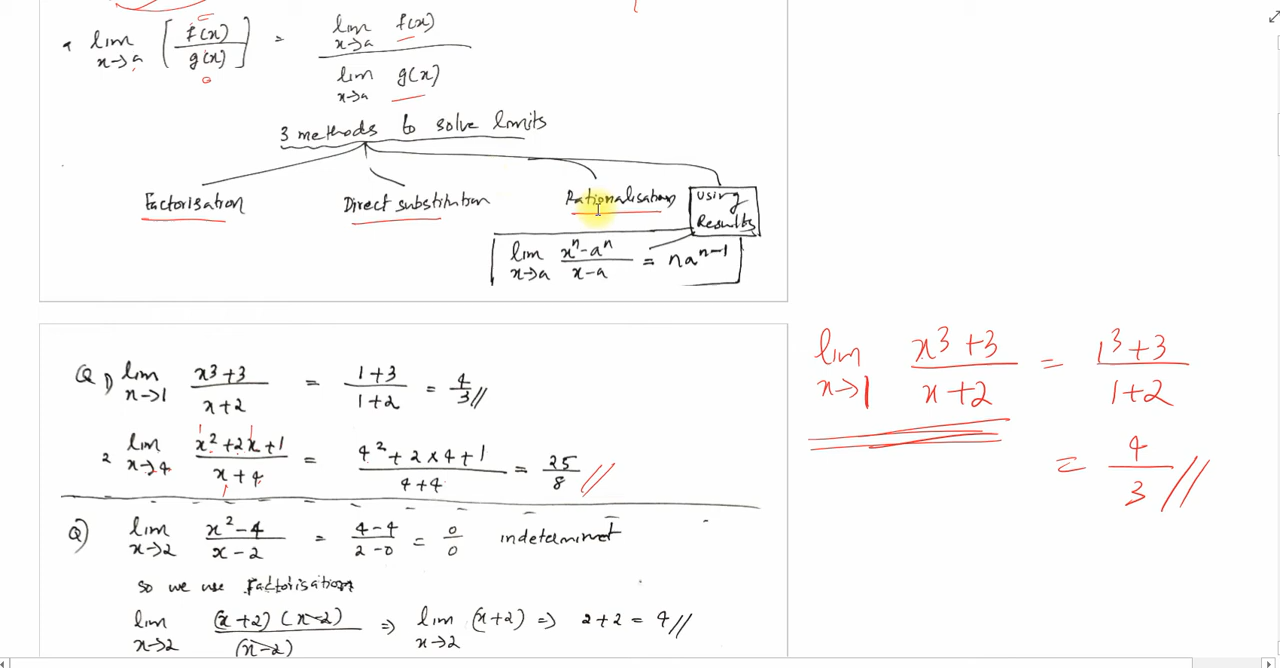 lim x→a [f(x)/g(x)] = lim x→a f(x) / lim x→a g(x)
3 methods to solve limits
Factorisation Direct substitution Rationalisation Using Results
lim x→a (xⁿ-aⁿ)/(x-a) = naⁿ⁻¹
Q 1) lim x→1 (x³+3)/(x+2) = (1+3)/(1+2) = 4/3 //
2 lim x→4 (x²+2x+1)/(x+4) = (4²+2×4+1)/(4+4) = 25/8 //
Q) lim x→2 (x²-4)/(x-2) = (4-4)/(2-0) = 0/0 indeterminet
so we use Factorisation
lim x→2 (x+2)(x-2)/(x-2) ⇒ lim x→2 (x+2) ⇒ 2+2 = 4 //
lim x→1 (x³+3)/(x+2) = (1³+3)/(1+2)
= 4/3 //